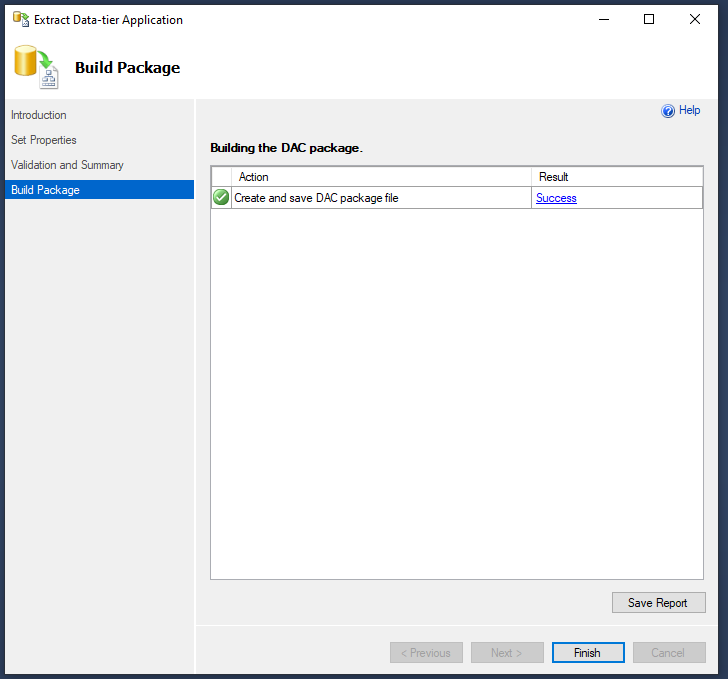 Extract Data-tier Application
Build Package
Introduction
Set Properties
Validation and Summary
Build Package
Help
Building the DAC package.
Action Result
Create and save DAC package file Success
Save Report
< Previous Next > Finish Cancel